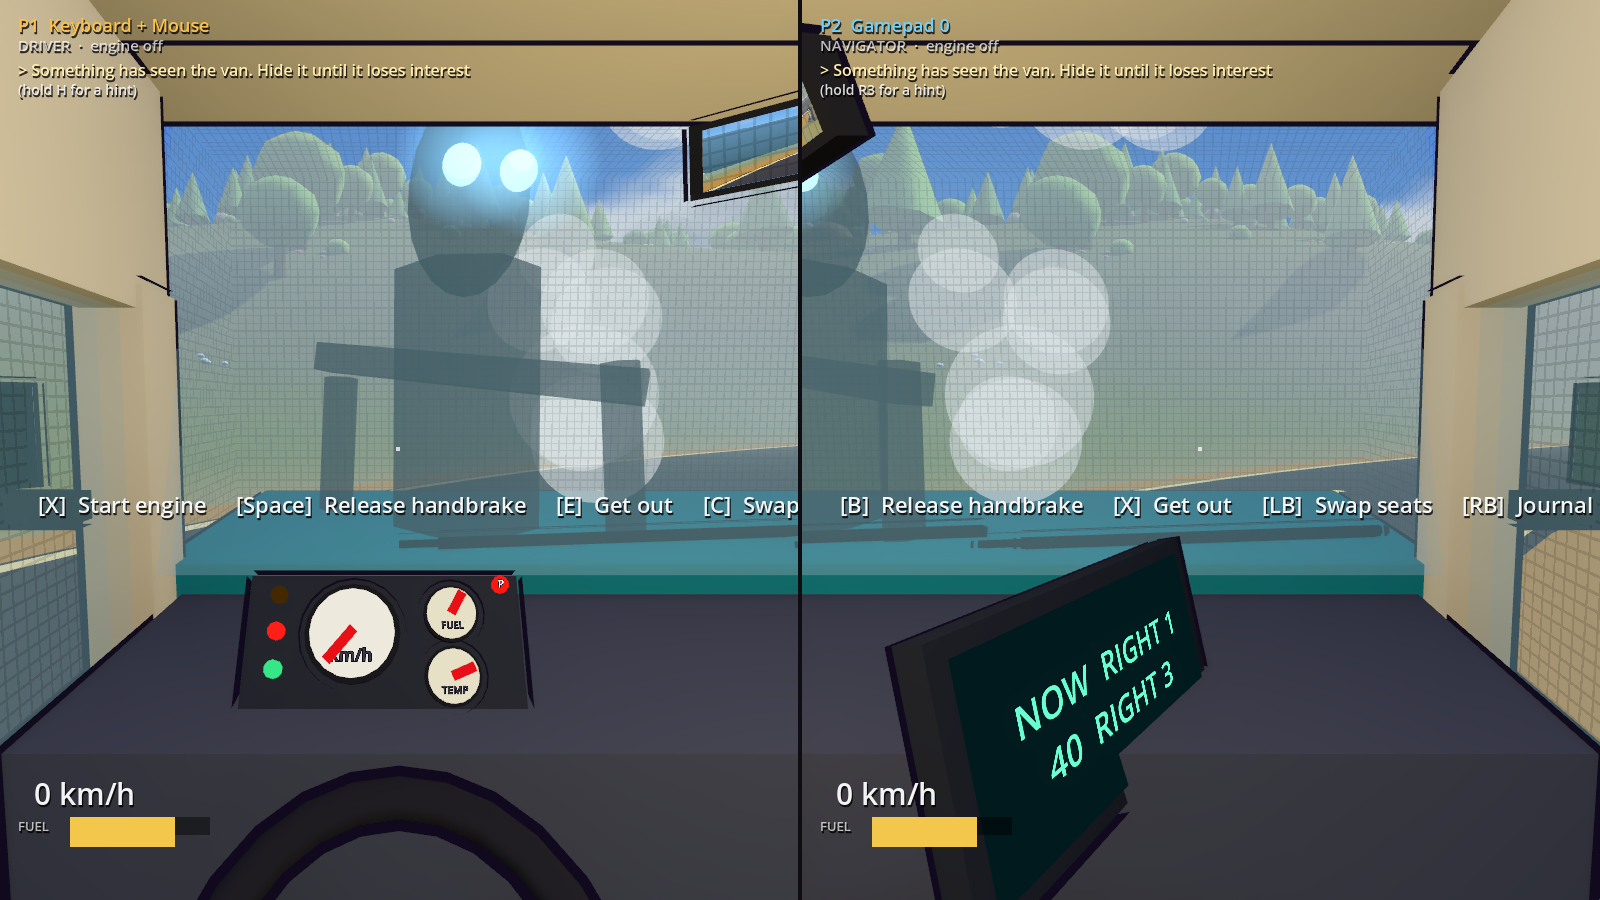 P1 Keyboard + Mouse
DRIVER · engine off
> Something has seen the van. Hide it until it loses interest
(hold H for a hint)
[X] Start engine [Space] Release handbrake [E] Get out [C] Swap
P
km/h
FUEL
TEMP
0 km/h
FUEL
P2 Gamepad 0
NAVIGATOR · engine off
> Something has seen the van. Hide it until it loses interest
(hold R3 for a hint)
[B] Release handbrake [X] Get out [LB] Swap seats [RB] Journal
NOW RIGHT 1
40 RIGHT 3
0 km/h
FUEL